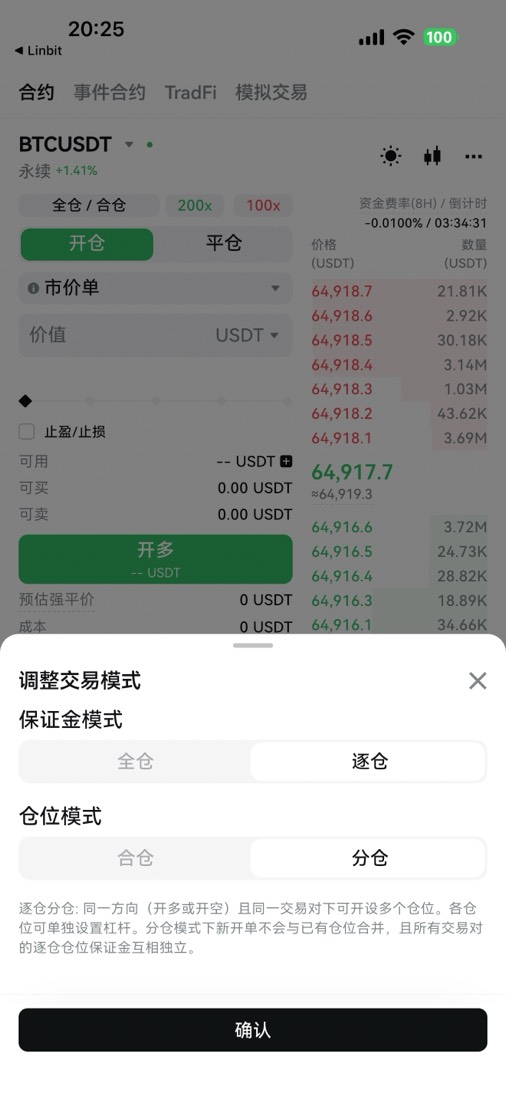 20:25
100
◀ Linbit
合约 事件合约 TradFi 模拟交易
BTCUSDT
永续 +1.41%
全仓 / 合仓 200x 100x
资金费率(8H) / 倒计时
-0.0100% / 03:34:31
开仓 平仓
价格 数量
(USDT) (USDT)
市价单
价值 USDT
64,918.7 21.81K
64,918.6 2.92K
64,918.5 30.18K
64,918.4 3.14M
64,918.3 1.03M
64,918.2 43.62K
64,918.1 3.69M
止盈/止损
可用 -- USDT
可买 0.00 USDT
可卖 0.00 USDT
64,917.7
≈64,919.3
开多
-- USDT
64,916.6 3.72M
64,916.5 24.73K
64,916.4 28.82K
64,916.3 18.89K
64,916.1 34.66K
预估强平价 0 USDT
成本 0 USDT
调整交易模式
保证金模式
全仓 逐仓
仓位模式
合仓 分仓
逐仓分仓: 同一方向（开多或开空）且同一交易对下可开设多个仓位。各仓
位可单独设置杠杆。分仓模式下新开单不会与已有仓位合并，且所有交易对
的逐仓仓位保证金互相独立。
确认